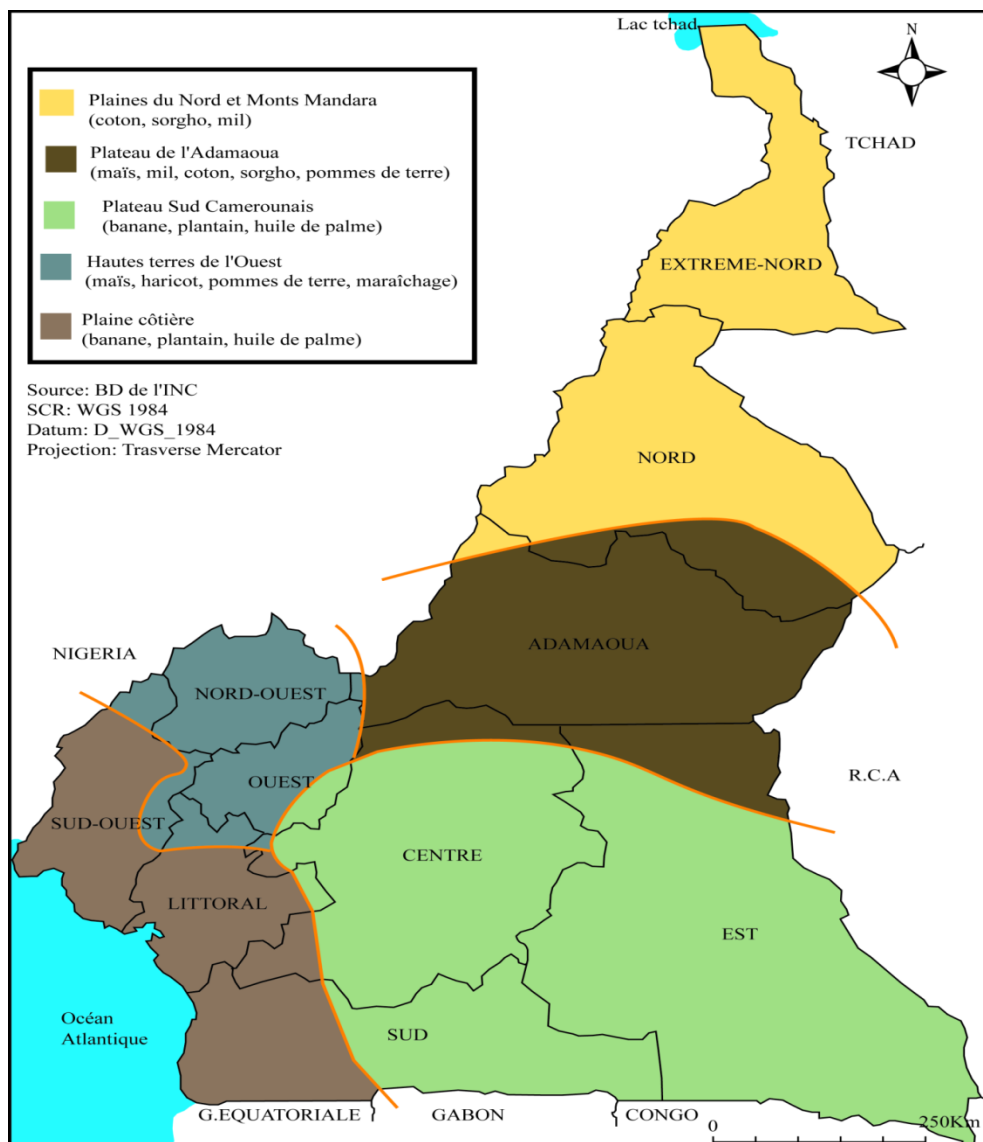 Lac tchad
N
Plaines du Nord et Monts Mandara
(coton, sorgho, mil)
Plateau de l'Adamaoua
(maïs, mil, coton, sorgho, pommes de terre)
Plateau Sud Camerounais
(banane, plantain, huile de palme)
Hautes terres de l'Ouest
(maïs, haricot, pommes de terre, maraîchage)
Plaine côtière
(banane, plantain, huile de palme)
Source: BD de l'INC
SCR: WGS 1984
Datum: D_WGS_1984
Projection: Trasverse Mercator
TCHAD
EXTREME-NORD
NORD
ADAMAOUA
NIGERIA
NORD-OUEST
OUEST
R.C.A
SUD-OUEST
CENTRE
LITTORAL
EST
Océan
Atlantique
SUD
G.EQUATORIALE
GABON
CONGO
0
250Km